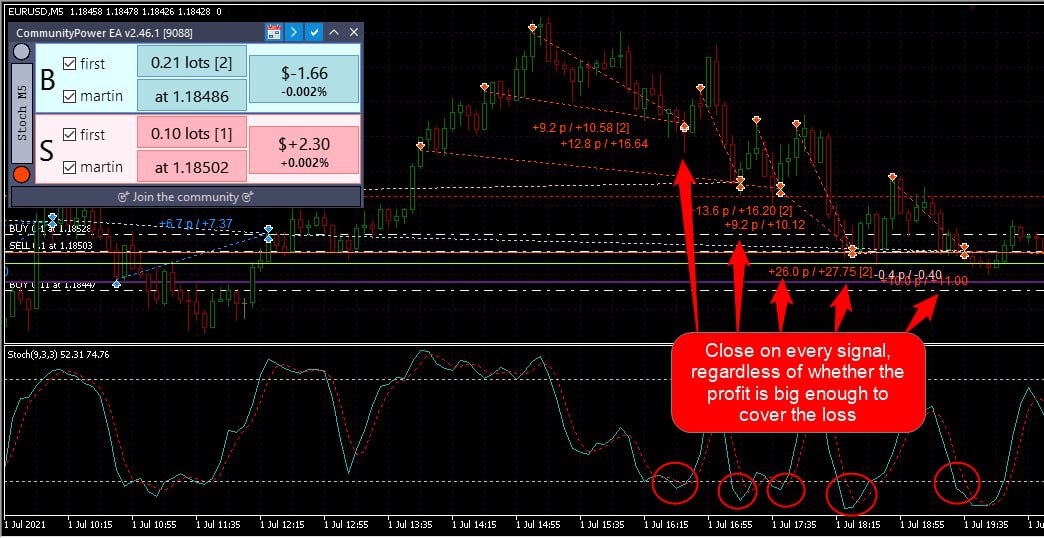 EURUSD,M5 1.18458 1.18478 1.18426 1.18428 0
CommunityPower EA v2.46.1 [9088]
Stoch M5
B
first
martin
0.21 lots [2]
at 1.18486
$-1.66
-0.002%
S
first
martin
0.10 lots [1]
at 1.18502
$+2.30
+0.002%
Join the community
+9.2 p / +10.58 [2]
+12.8 p / +16.64
+6.7 p / +7.37
-13.6 p / +16.20 [2]
+9.2 p / +10.12
BUY 0.1 at 1.18528
SELL 0.1 at 1.18503
+26.0 p / +27.75 [2]
-0.4 p / -0.40
+10.0 p / +11.00
BUY 0.11 at 1.18447
Close on every signal,
regardless of whether the
profit is big enough to
cover the loss
Stoch(9,3,3) 52.31 74.76
1 Jul 2021
1 Jul 10:15
1 Jul 10:55
1 Jul 11:35
1 Jul 12:15
1 Jul 12:55
1 Jul 13:35
1 Jul 14:15
1 Jul 14:55
1 Jul 15:35
1 Jul 16:15
1 Jul 16:55
1 Jul 17:35
1 Jul 18:15
1 Jul 18:55
1 Jul 19:35